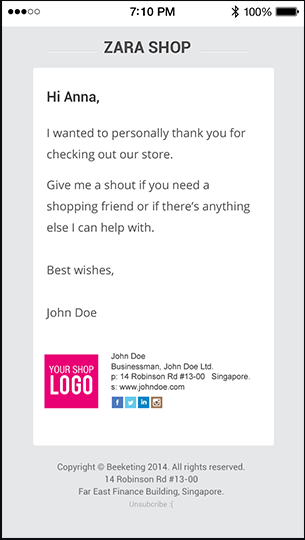 7:10 PM 100%
ZARA SHOP
Hi Anna,
I wanted to personally thank you for
checking out our store.
Give me a shout if you need a
shopping friend or if there's anything
else I can help with.
Best wishes,
John Doe
YOUR SHOP
LOGO
John Doe
Businessman, John Doe Ltd.
p: 14 Robinson Rd #13-00 Singapore.
s: www.johndoe.com
Copyright © Beeketing 2014. All rights reserved.
14 Robinson Rd #13-00
Far East Finance Building, Singapore.
Unsubcribe :(